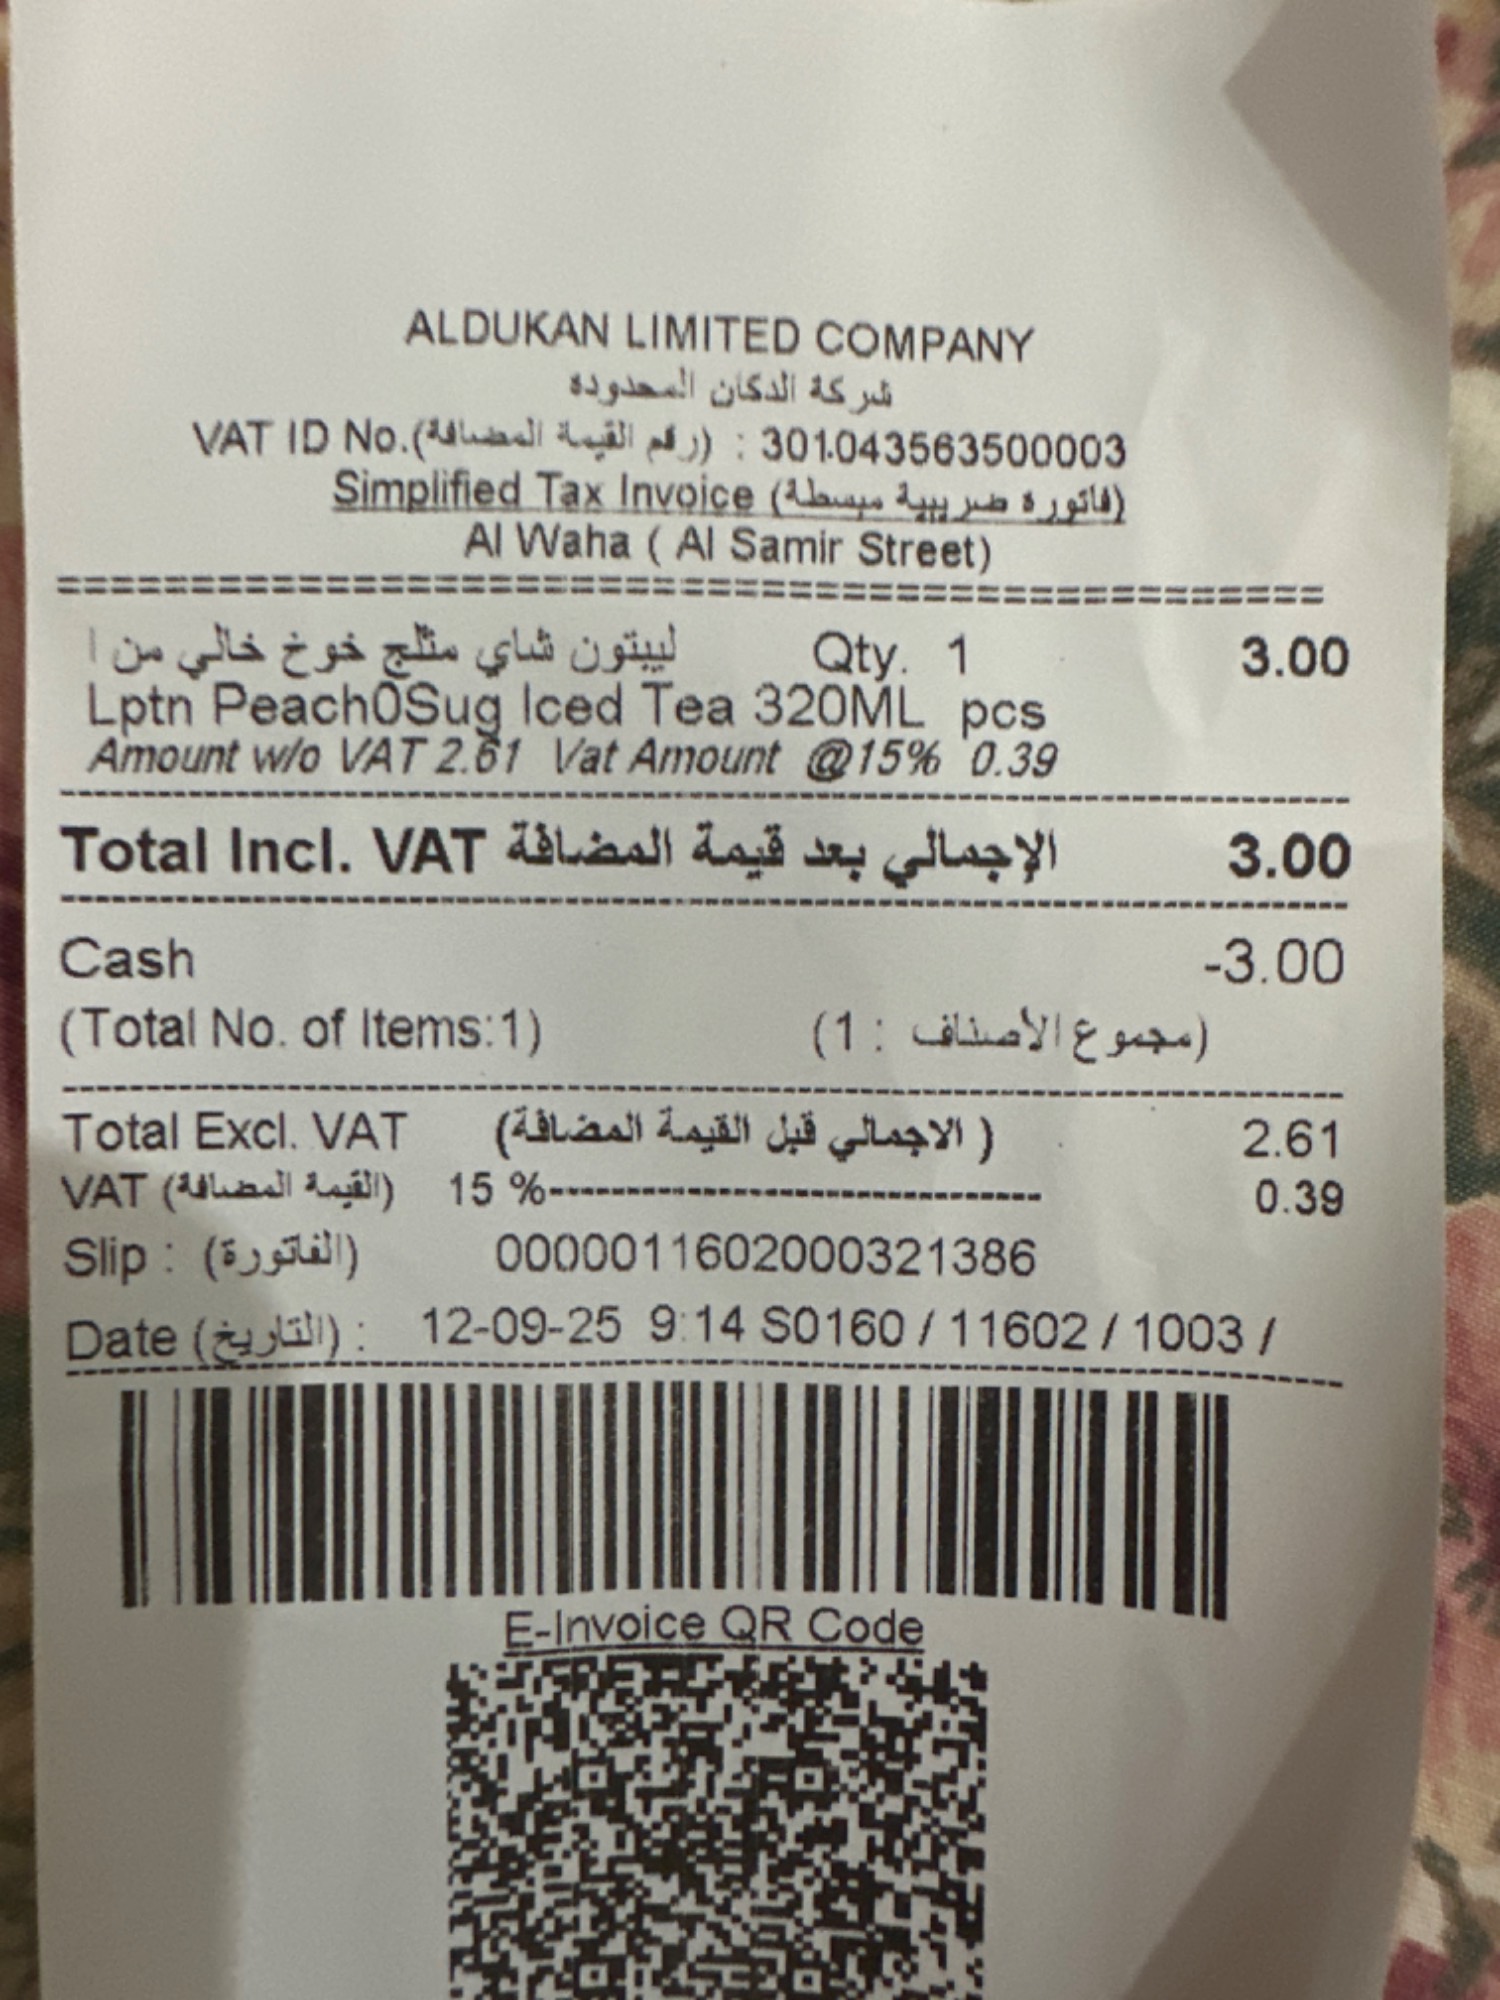 ALDUKAN LIMITED COMPANY
شركة الدكان المحدوده
VAT ID No.(رقم القيمة المضافة) : 301043563500003
Simplified Tax Invoice (فاتورة ضريبية مبسطة)
Al Waha ( Al Samir Street)
ليبتون شاي مثلج خوخ خالي من ا Qty. 1 3.00
Lptn Peach0Sug Iced Tea 320ML pcs
Amount w/o VAT 2.61 Vat Amount @15% 0.39
Total Incl. VAT الإجمالي بعد قيمة المضافة 3.00
Cash -3.00
(Total No. of Items:1) (مجموع الأصناف : 1)
Total Excl. VAT ( الاجمالي قبل القيمة المضافة) 2.61
VAT (القيمة المضافة) 15 %------------------------------------ 0.39
Slip : (الفاتورة) 0000011602000321386
Date (التاريخ) : 12-09-25 9:14 S0160 / 11602 / 1003 /
E-Invoice QR Code